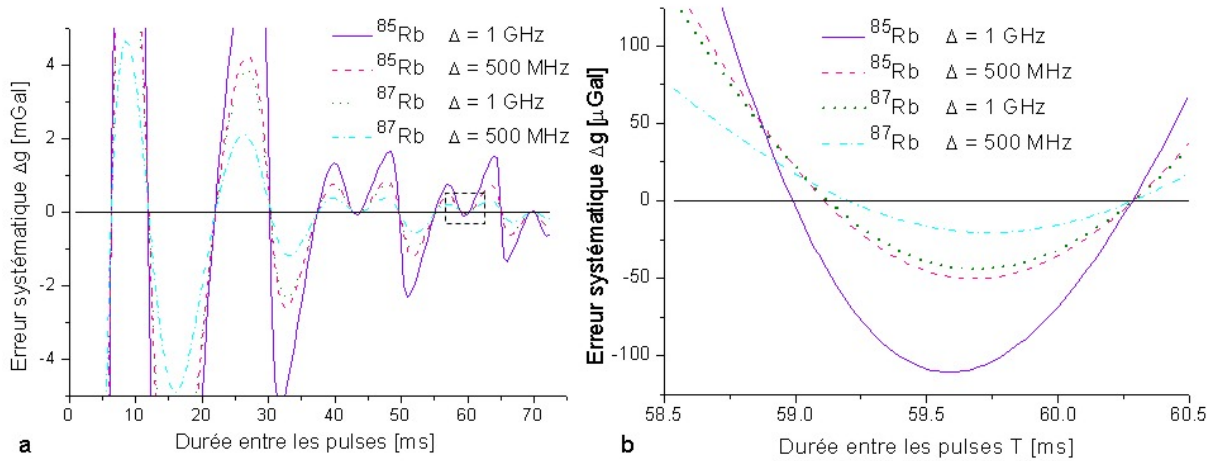 ⁸⁵Rb Δ = 1 GHz
⁸⁵Rb Δ = 500 MHz
⁸⁷Rb Δ = 1 GHz
⁸⁷Rb Δ = 500 MHz
Erreur systématique Δg [mGal]
4
2
0
-2
-4
0 10 20 30 40 50 60 70
Durée entre les pulses [ms]
a
⁸⁵Rb Δ = 1 GHz
⁸⁵Rb Δ = 500 MHz
⁸⁷Rb Δ = 1 GHz
⁸⁷Rb Δ = 500 MHz
Erreur systématique Δg [μGal]
100
50
0
-50
-100
58.5 59.0 59.5 60.0 60.5
Durée entre les pulses T [ms]
b